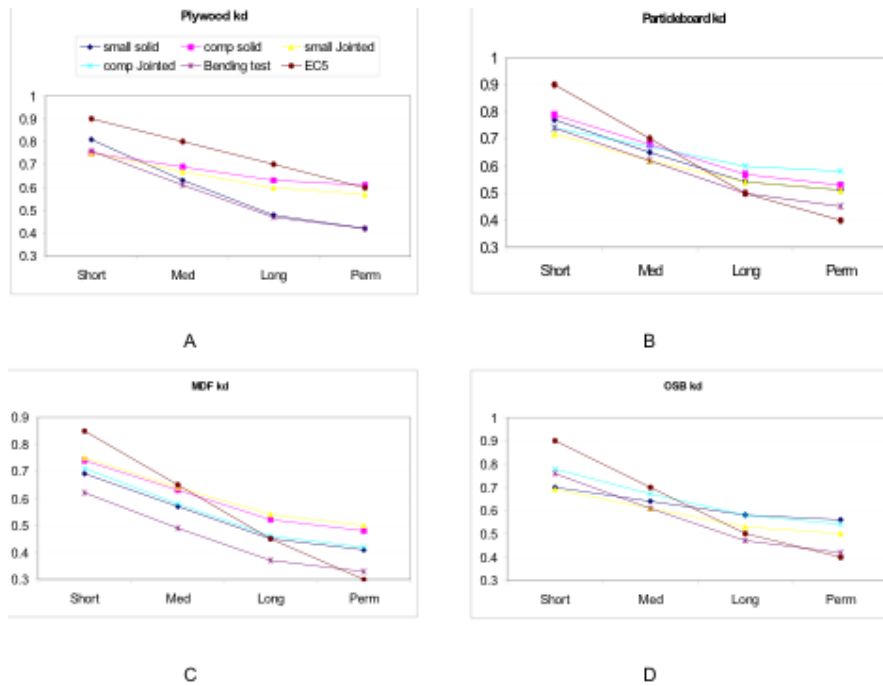 Plywood kd
small solid comp solid small Jointed
comp Jointed Bending test EC5
1
0.9
0.8
0.7
0.6
0.5
0.4
0.3
Short Med Long Perm
A
Particleboard kd
1
0.9
0.8
0.7
0.6
0.5
0.4
0.3
Short Med Long Perm
B
MDF kd
0.9
0.8
0.7
0.6
0.5
0.4
0.3
Short Med Long Perm
C
OSB kd
1
0.9
0.8
0.7
0.6
0.5
0.4
0.3
Short Med Long Perm
D